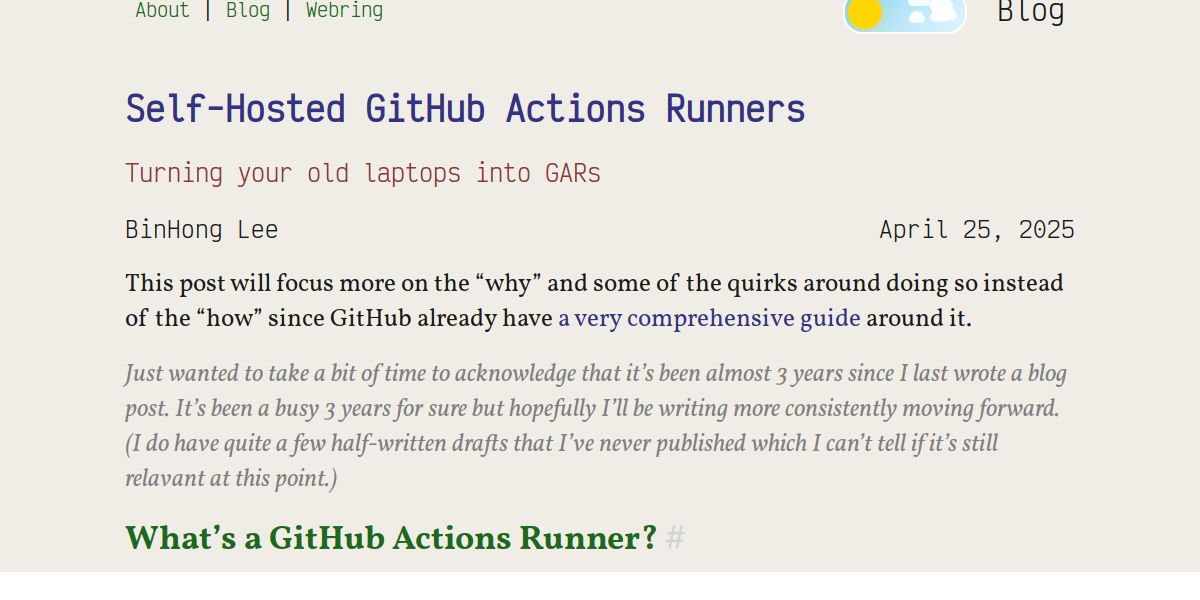 About | Blog | Webring
Blog
Self-Hosted GitHub Actions Runners
Turning your old laptops into GARs
BinHong Lee
April 25, 2025
This post will focus more on the “why” and some of the quirks around doing so instead
of the “how” since GitHub already have a very comprehensive guide around it.
Just wanted to take a bit of time to acknowledge that it’s been almost 3 years since I last wrote a blog
post. It’s been a busy 3 years for sure but hopefully I’ll be writing more consistently moving forward.
(I do have quite a few half-written drafts that I’ve never published which I can’t tell if it’s still
relavant at this point.)
What’s a GitHub Actions Runner? #